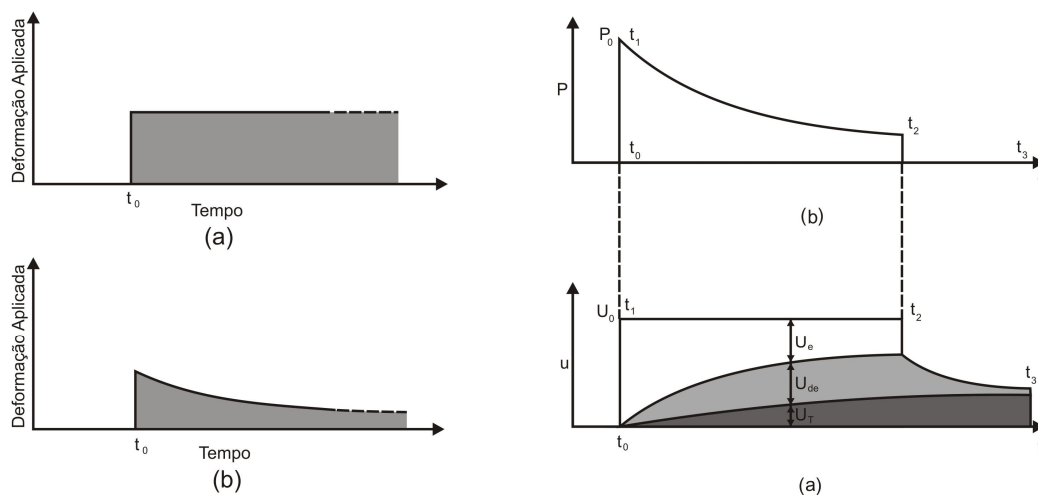 Deformação Aplicada
t0
Tempo
(a)
Deformação Aplicada
t0
Tempo
(b)
P0
t1
P
t2
t0
t3
(b)
U0
t1
t2
Ue
u
t3
Ude
UT
t0
(a)